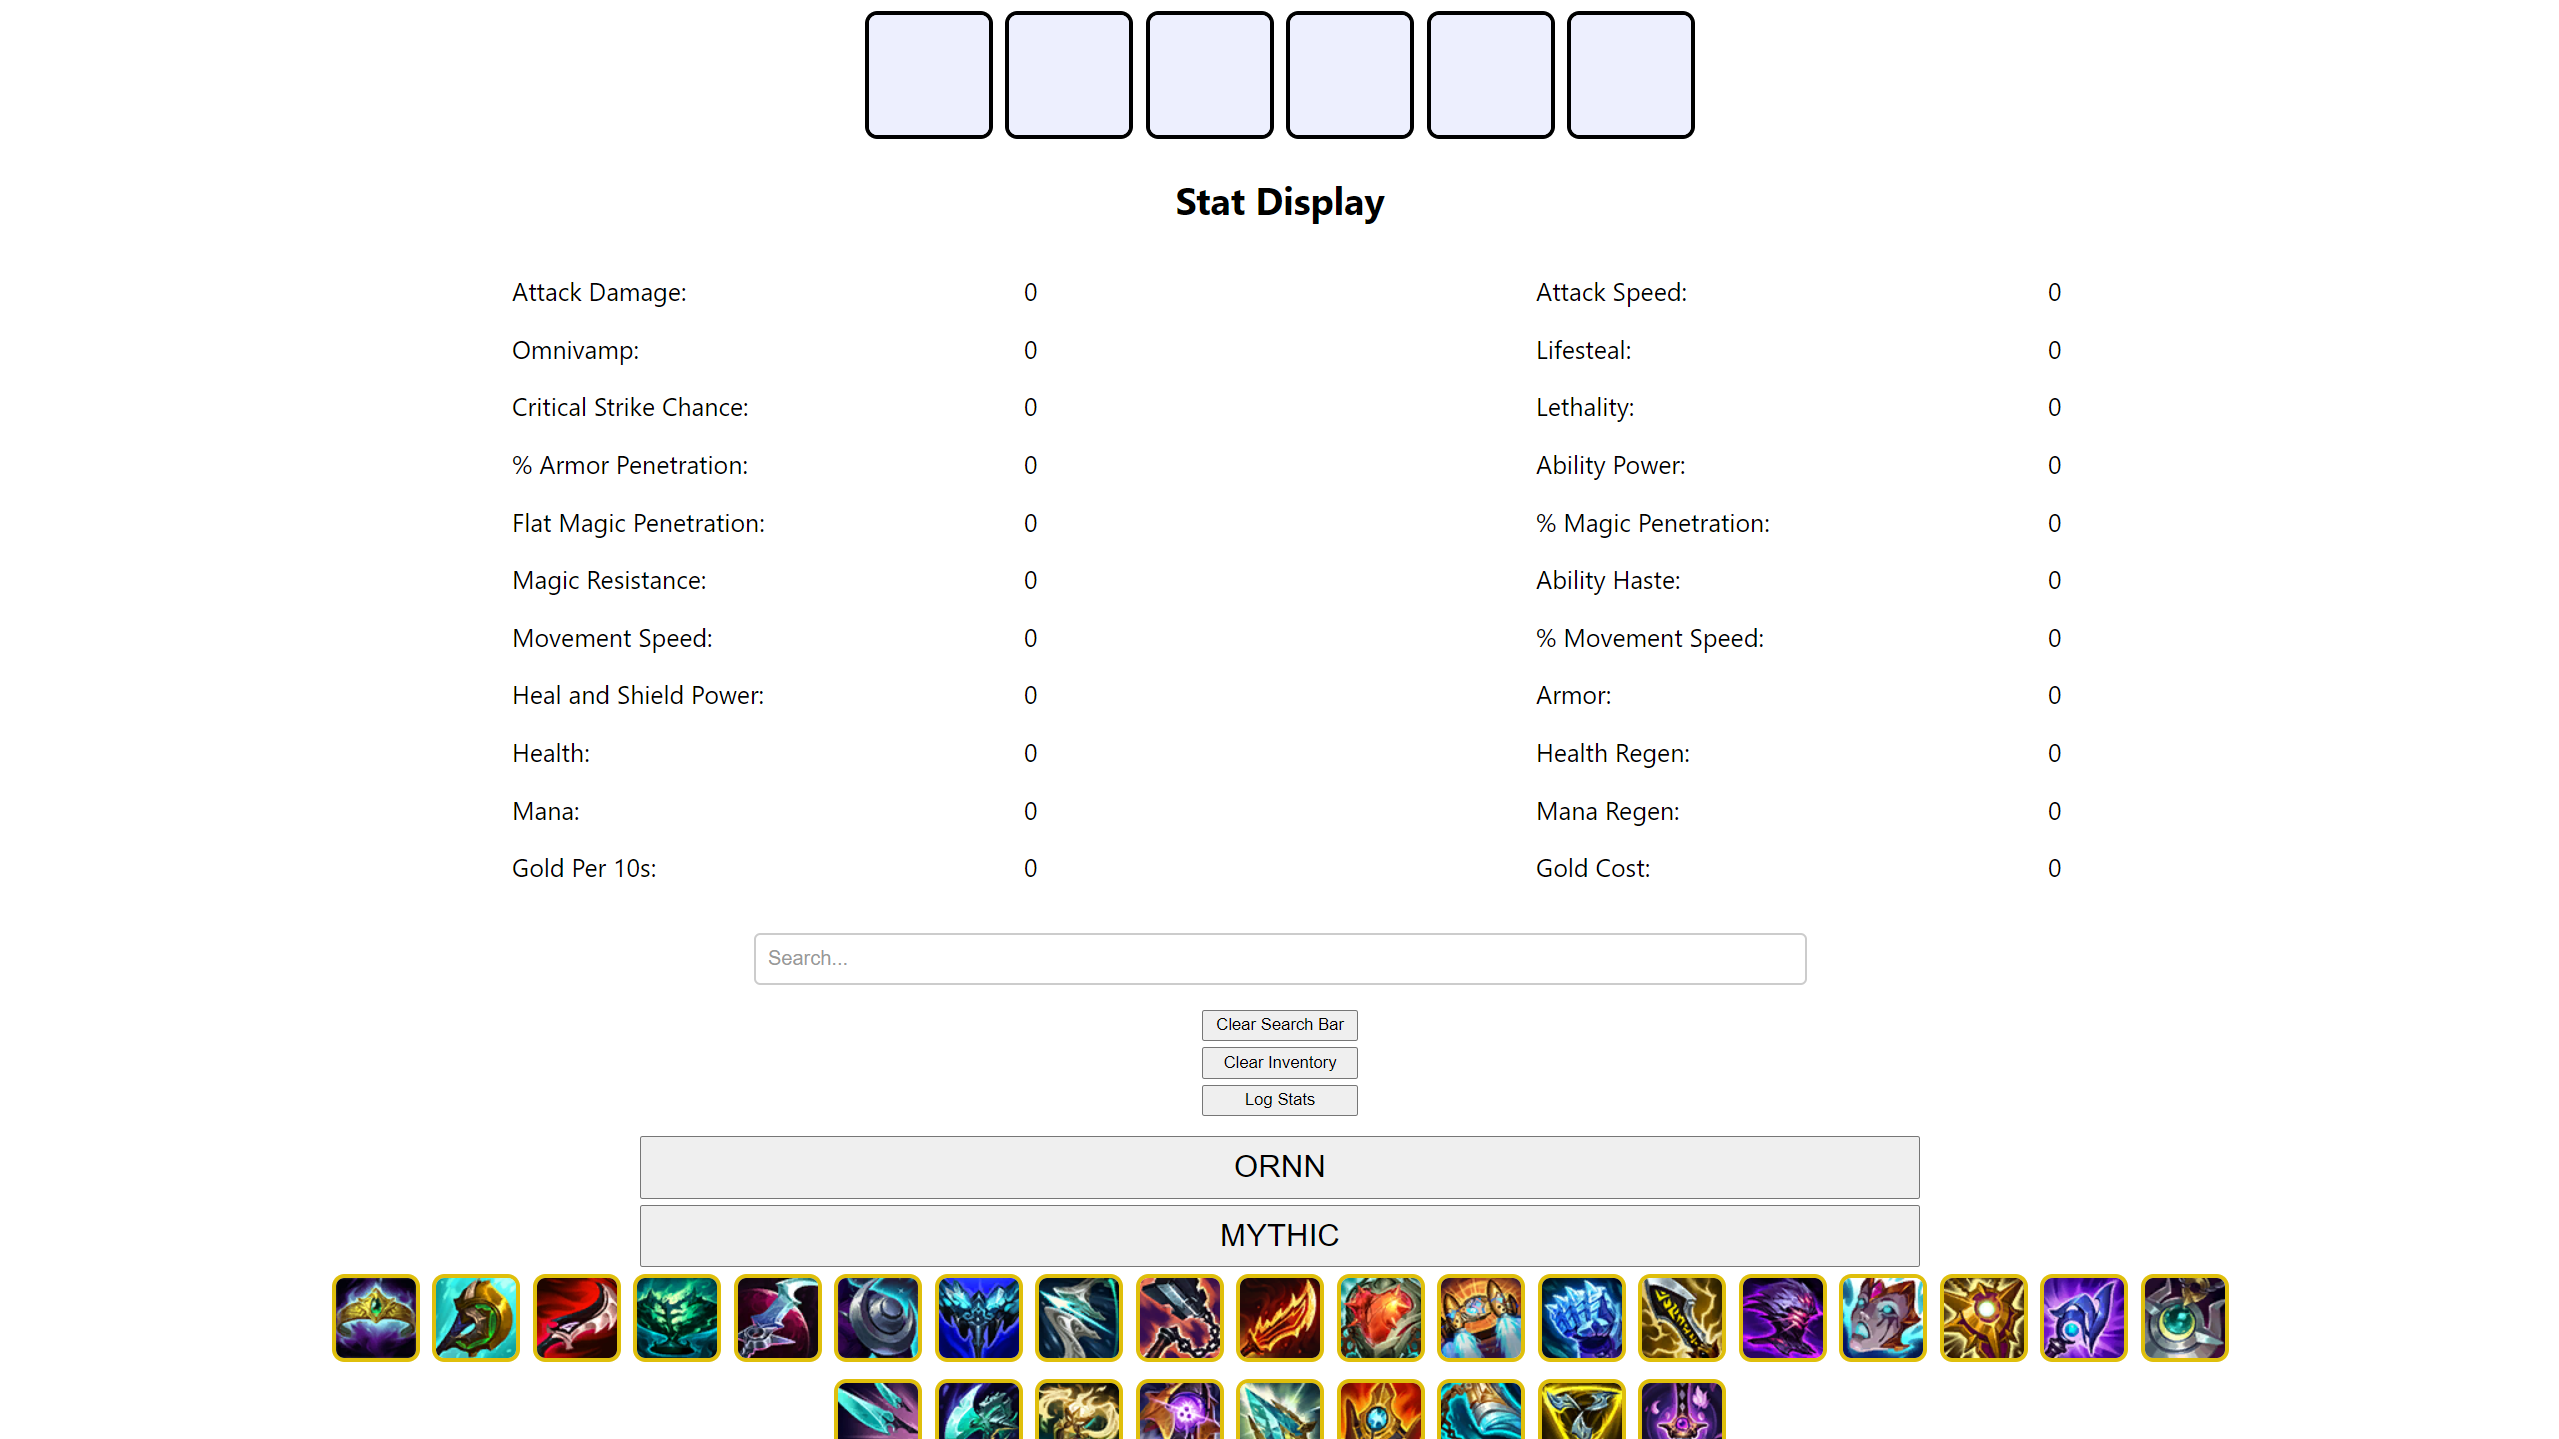 Stat Display
Attack Damage: 0 Attack Speed: 0
Omnivamp: 0 Lifesteal: 0
Critical Strike Chance: 0 Lethality: 0
% Armor Penetration: 0 Ability Power: 0
Flat Magic Penetration: 0 % Magic Penetration: 0
Magic Resistance: 0 Ability Haste: 0
Movement Speed: 0 % Movement Speed: 0
Heal and Shield Power: 0 Armor: 0
Health: 0 Health Regen: 0
Mana: 0 Mana Regen: 0
Gold Per 10s: 0 Gold Cost: 0
Search...
Clear Search Bar
Clear Inventory
Log Stats
ORNN
MYTHIC